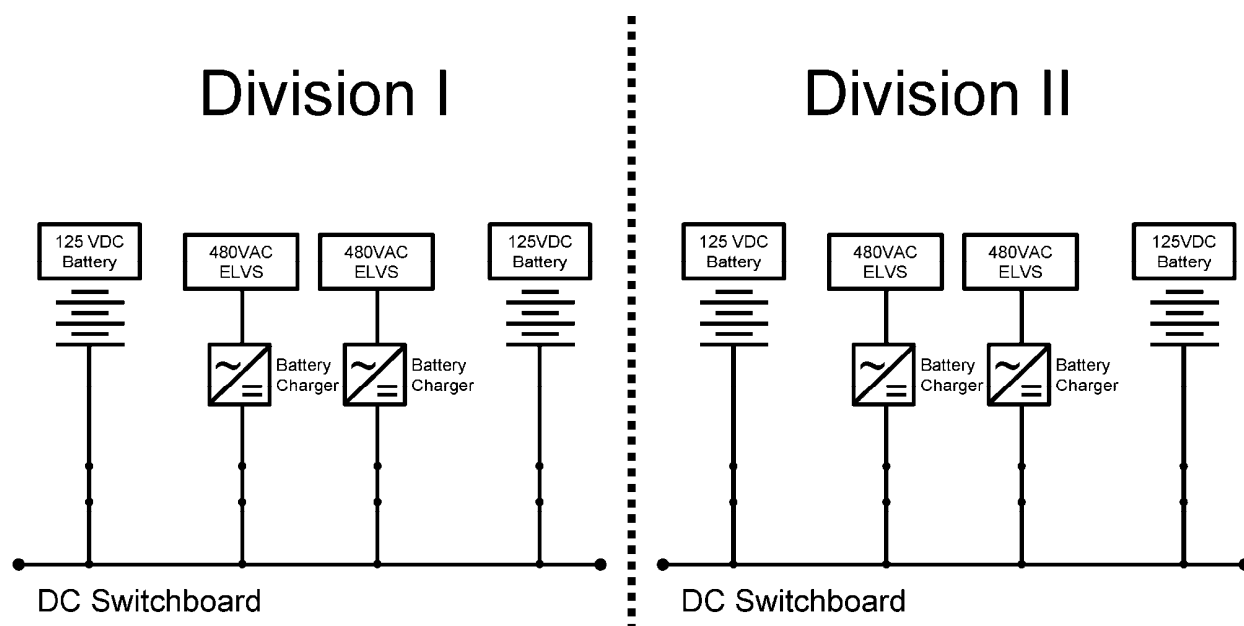 Division I
Division II
125 VDC
Battery
480VAC
ELVS
480VAC
ELVS
125VDC
Battery
125 VDC
Battery
480VAC
ELVS
480VAC
ELVS
125VDC
Battery
Battery
Charger
Battery
Charger
Battery
Charger
Battery
Charger
DC Switchboard
DC Switchboard